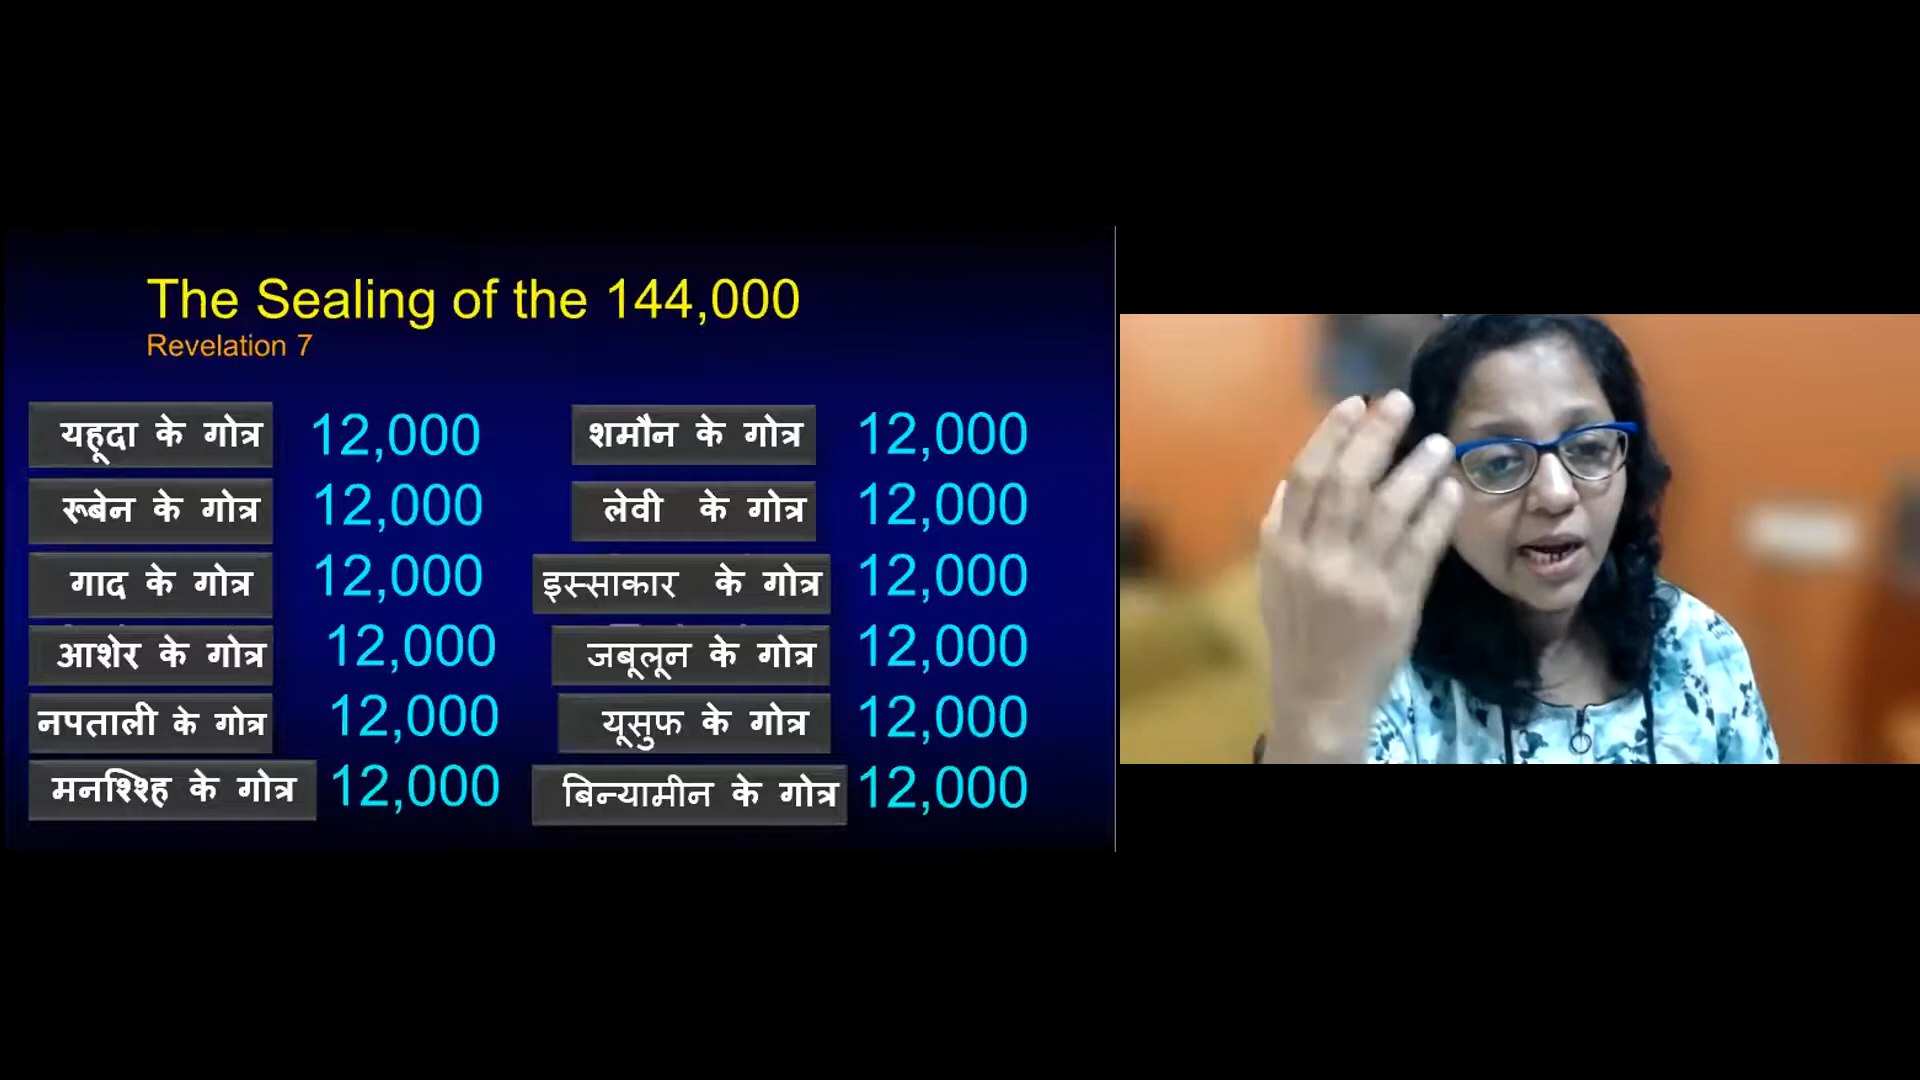 The Sealing of the 144,000
Revelation 7
यहूदा के गोत्र 12,000
रूबेन के गोत्र 12,000
गाद के गोत्र 12,000
आशेर के गोत्र 12,000
नपताली के गोत्र 12,000
मनश्शिह के गोत्र 12,000
शमौन के गोत्र 12,000
लेवी के गोत्र 12,000
इस्साकार के गोत्र 12,000
जबूलून के गोत्र 12,000
यूसुफ के गोत्र 12,000
बिन्यामीन के गोत्र 12,000